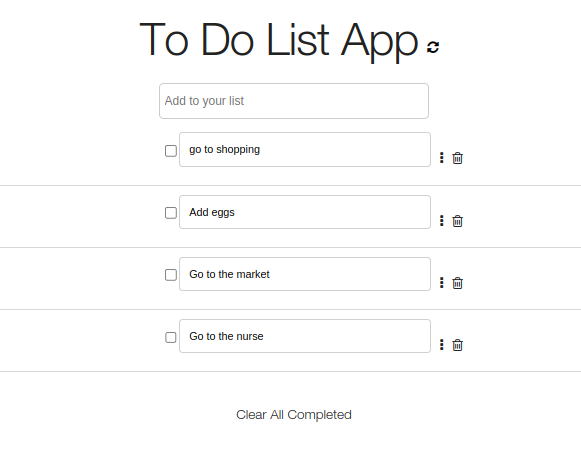 To Do List App
Add to your list
go to shopping
Add eggs
Go to the market
Go to the nurse
Clear All Completed